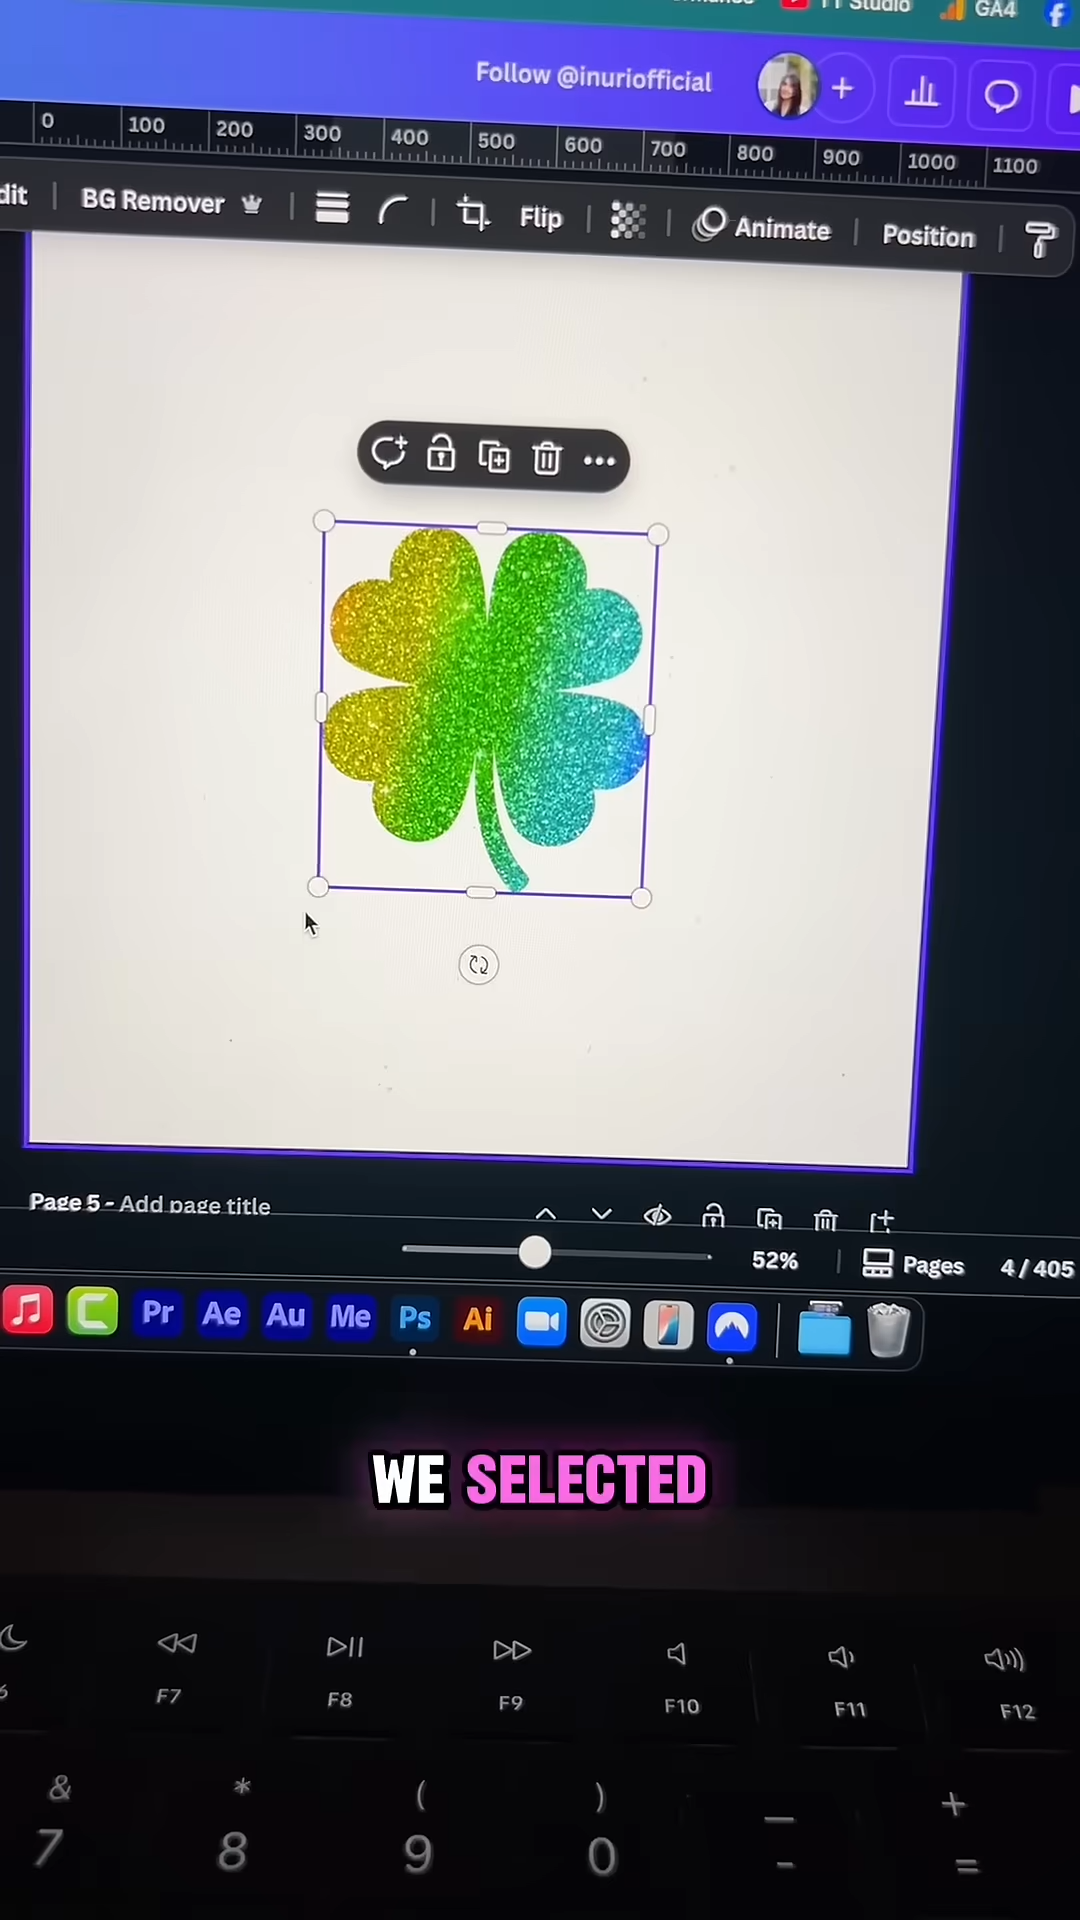 TT Studio GA4
Follow @inuriofficial
0 100 200 300 400 500 600 700 800 900 1000 1100
dit BG Remover Flip Animate Position
Page 5 - Add page title
52% Pages 4 / 405
Pr Ae Au Me Ps Ai
WE SELECTED
F7 F8 F9 F10 F11 F12
& * ( ) _ +
7 8 9 0 - =